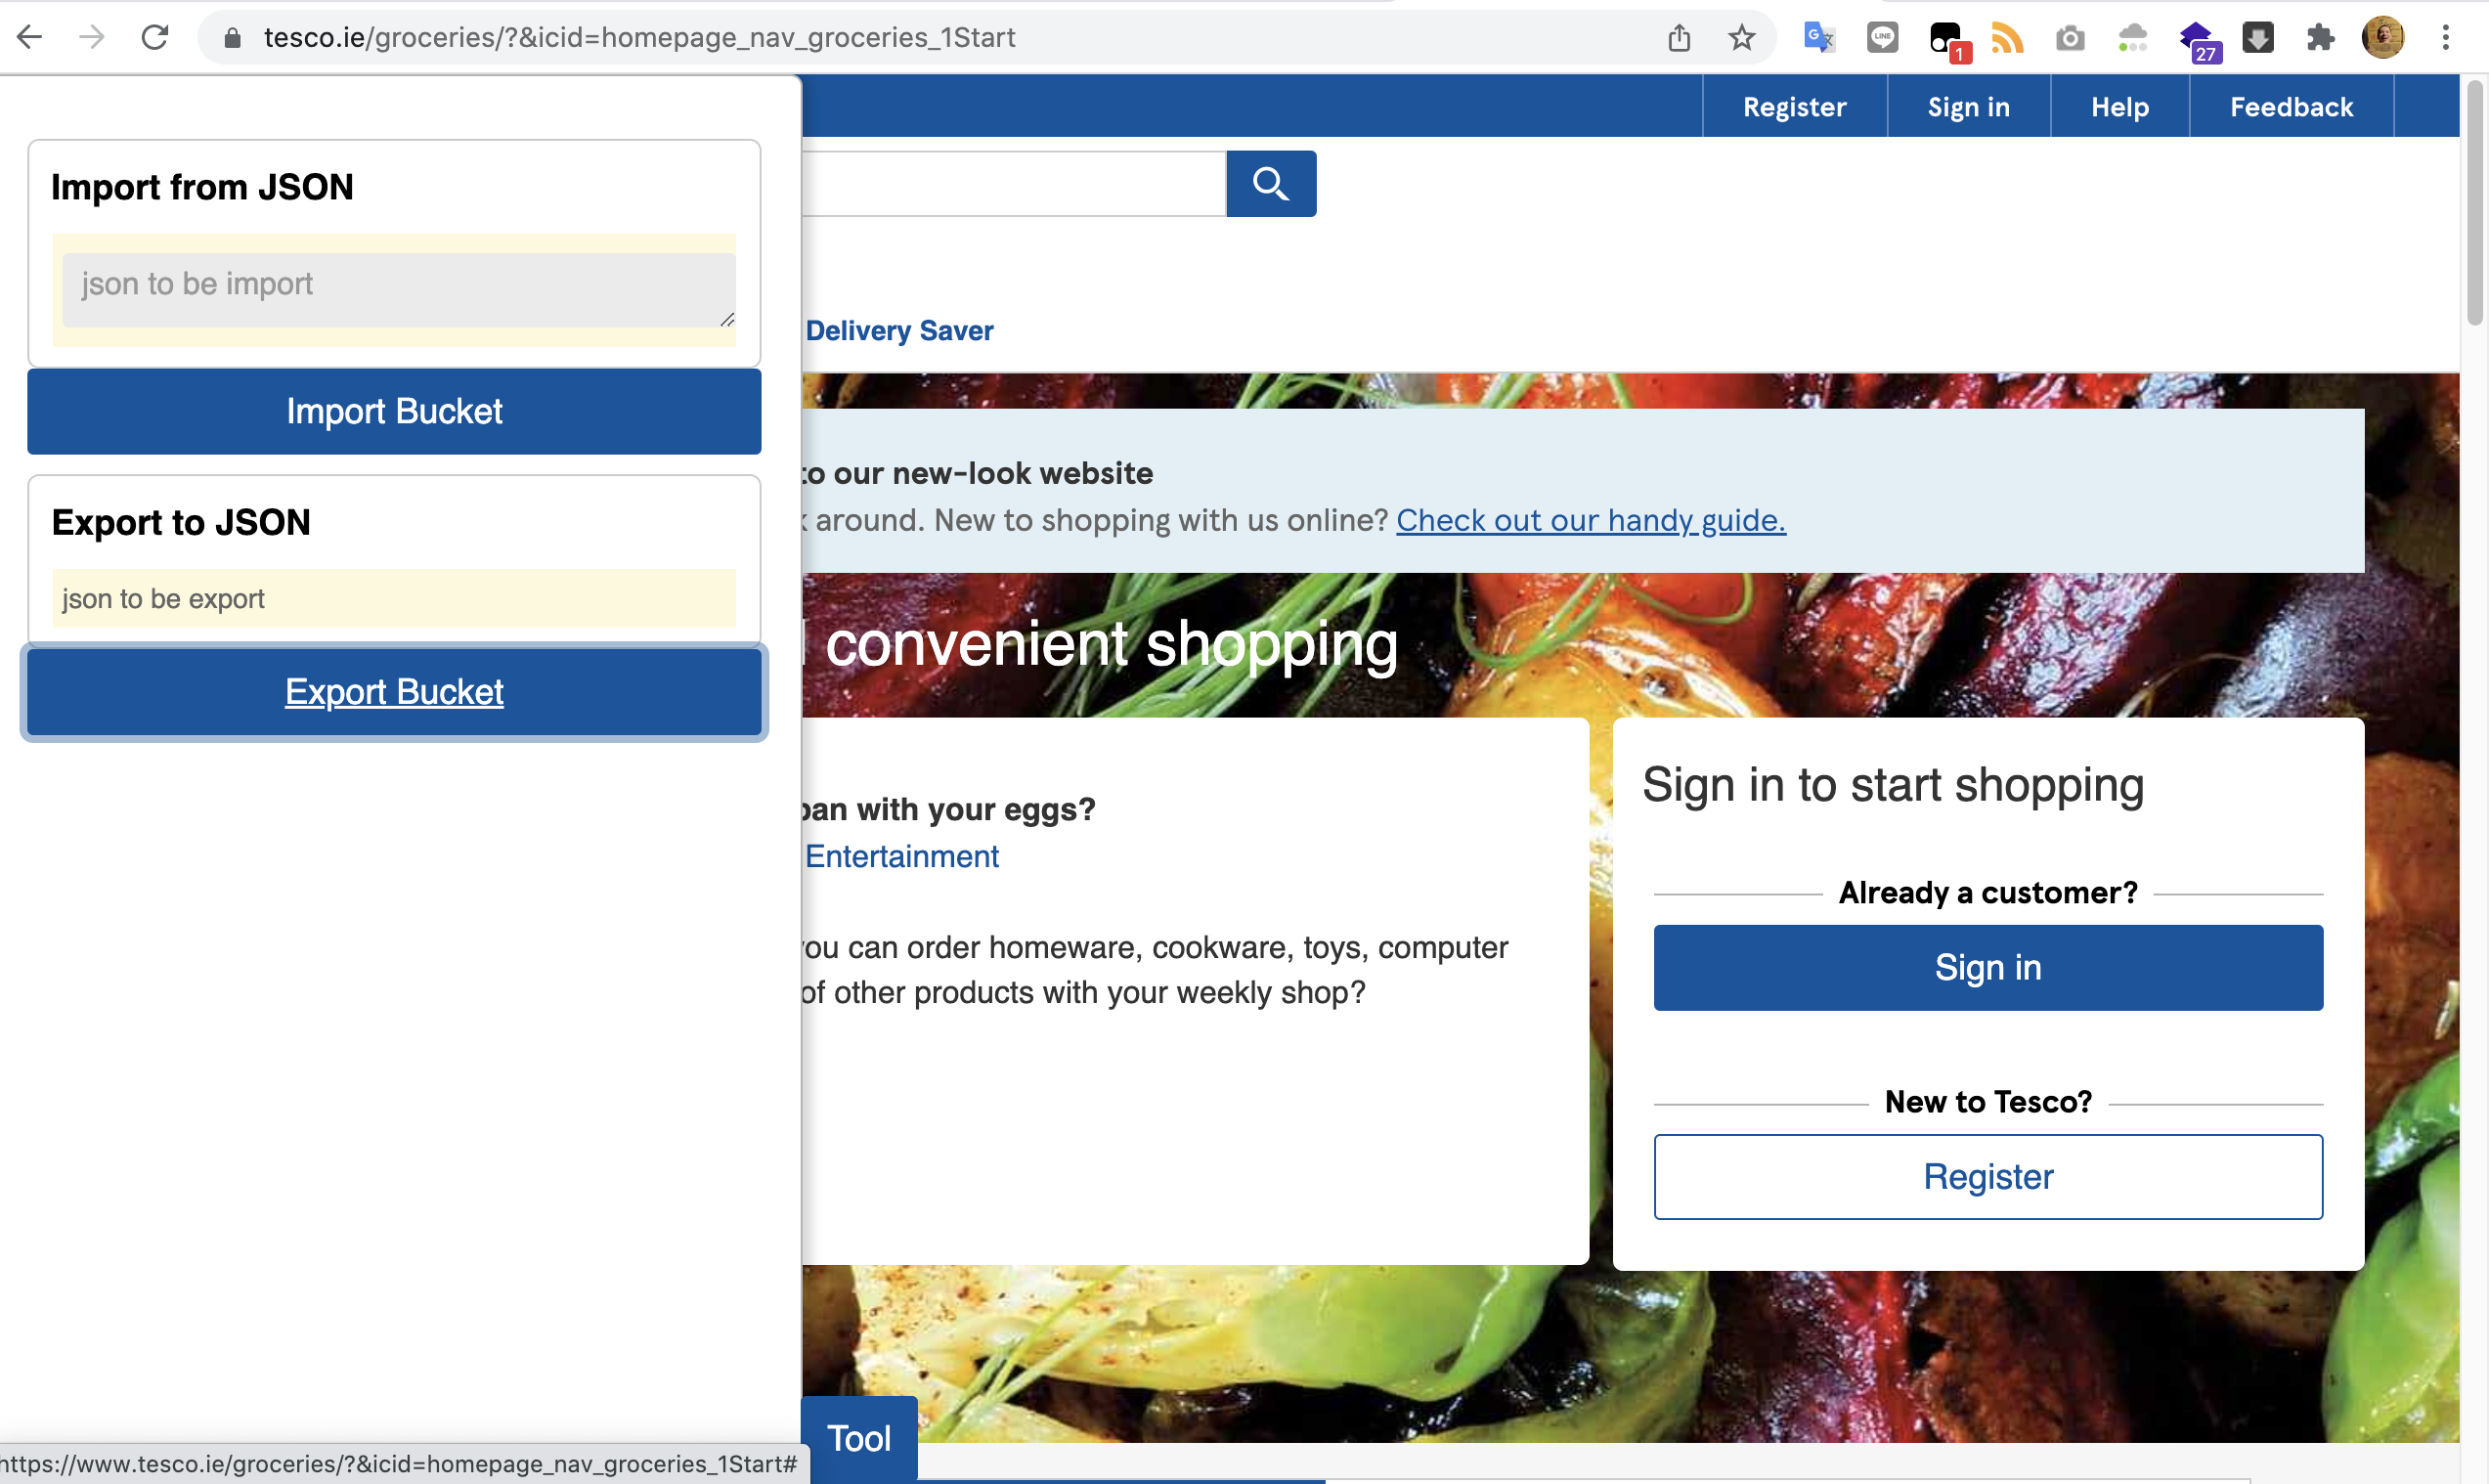 tesco.ie/groceries/?&icid=homepage_nav_groceries_1Start
LINE
1
27
Register
Sign in
Help
Feedback
Import from JSON
json to be import
Import Bucket
Export to JSON
json to be export
Export Bucket
Delivery Saver
to our new-look website
around. New to shopping with us online? Check out our handy guide.
convenient shopping
with your eggs?
Entertainment
you can order homeware, cookware, toys, computer
of other products with your weekly shop?
Sign in to start shopping
Already a customer?
Sign in
New to Tesco?
Register
Tool
https://www.tesco.ie/groceries/?&icid=homepage_nav_groceries_1Start#